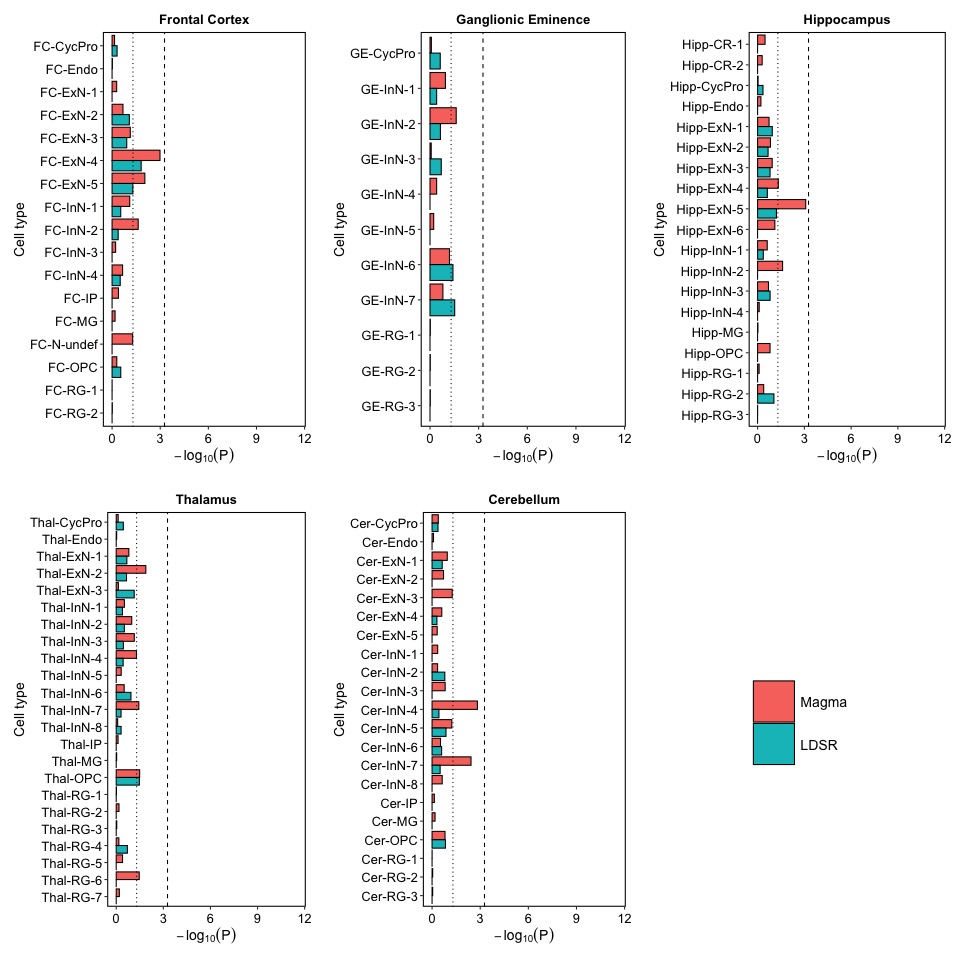 Frontal Cortex
Cell type
FC-CycPro
FC-Endo
FC-ExN-1
FC-ExN-2
FC-ExN-3
FC-ExN-4
FC-ExN-5
FC-InN-1
FC-InN-2
FC-InN-3
FC-InN-4
FC-IP
FC-MG
FC-N-undef
FC-OPC
FC-RG-1
FC-RG-2
0 3 6 9 12
−log10(P)
Ganglionic Eminence
Cell type
GE-CycPro
GE-InN-1
GE-InN-2
GE-InN-3
GE-InN-4
GE-InN-5
GE-InN-6
GE-InN-7
GE-RG-1
GE-RG-2
GE-RG-3
0 3 6 9 12
−log10(P)
Hippocampus
Cell type
Hipp-CR-1
Hipp-CR-2
Hipp-CycPro
Hipp-Endo
Hipp-ExN-1
Hipp-ExN-2
Hipp-ExN-3
Hipp-ExN-4
Hipp-ExN-5
Hipp-ExN-6
Hipp-InN-1
Hipp-InN-2
Hipp-InN-3
Hipp-InN-4
Hipp-MG
Hipp-OPC
Hipp-RG-1
Hipp-RG-2
Hipp-RG-3
0 3 6 9 12
−log10(P)
Thalamus
Cell type
Thal-CycPro
Thal-Endo
Thal-ExN-1
Thal-ExN-2
Thal-ExN-3
Thal-InN-1
Thal-InN-2
Thal-InN-3
Thal-InN-4
Thal-InN-5
Thal-InN-6
Thal-InN-7
Thal-InN-8
Thal-IP
Thal-MG
Thal-OPC
Thal-RG-1
Thal-RG-2
Thal-RG-3
Thal-RG-4
Thal-RG-5
Thal-RG-6
Thal-RG-7
0 3 6 9 12
−log10(P)
Cerebellum
Cell type
Cer-CycPro
Cer-Endo
Cer-ExN-1
Cer-ExN-2
Cer-ExN-3
Cer-ExN-4
Cer-ExN-5
Cer-InN-1
Cer-InN-2
Cer-InN-3
Cer-InN-4
Cer-InN-5
Cer-InN-6
Cer-InN-7
Cer-InN-8
Cer-IP
Cer-MG
Cer-OPC
Cer-RG-1
Cer-RG-2
Cer-RG-3
0 3 6 9 12
−log10(P)
Magma
LDSR